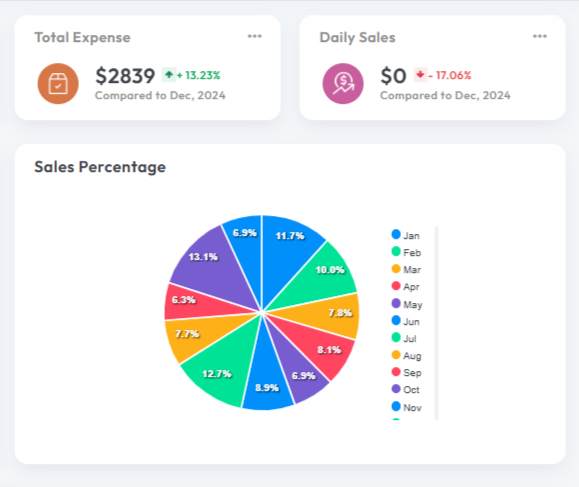 Total Expense
$2839 + 13.23%
Compared to Dec, 2024
Daily Sales
$0 - 17.06%
Compared to Dec, 2024
Sales Percentage
6.9%
11.7%
13.1%
10.0%
6.3%
7.8%
7.7%
8.1%
12.7%
6.9%
8.9%
Jan
Feb
Mar
Apr
May
Jun
Jul
Aug
Sep
Oct
Nov